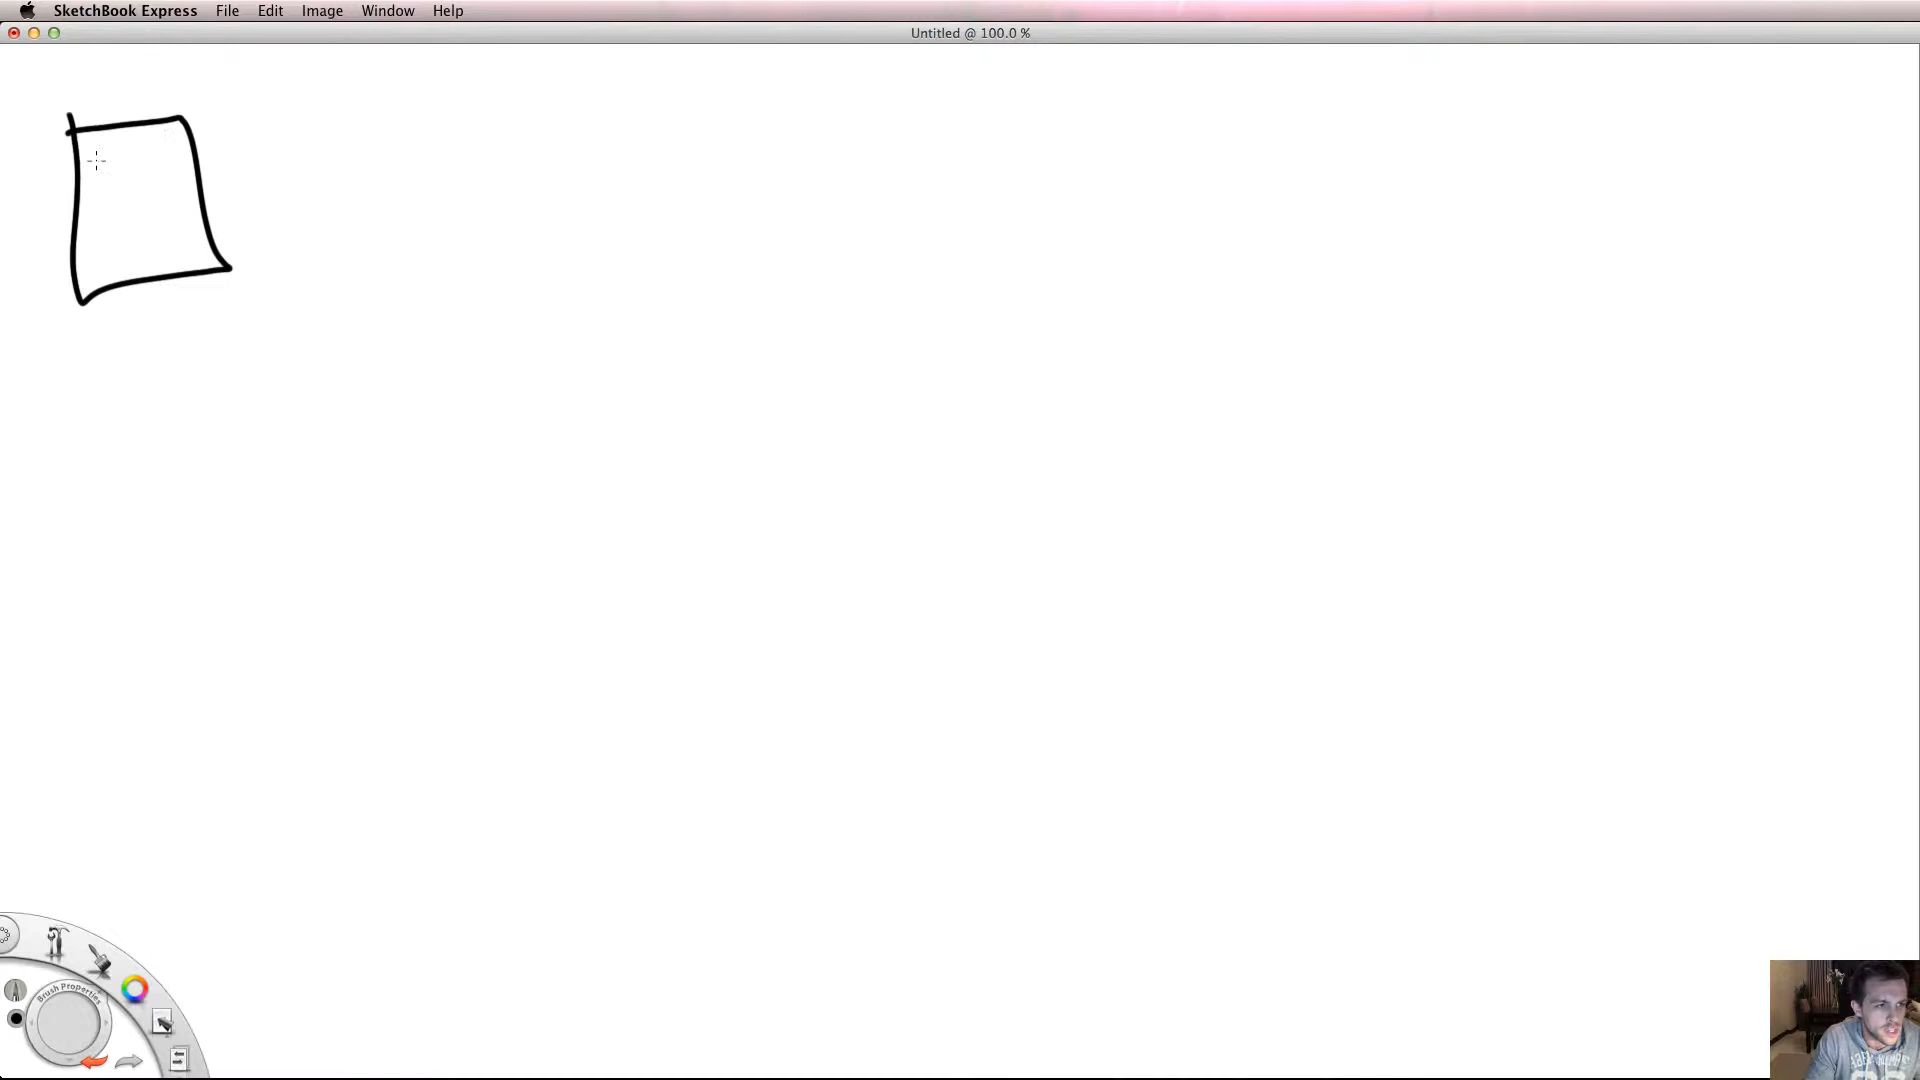 SketchBook Express File Edit Image Window Help
Untitled @ 100.0 %
Brush Properties